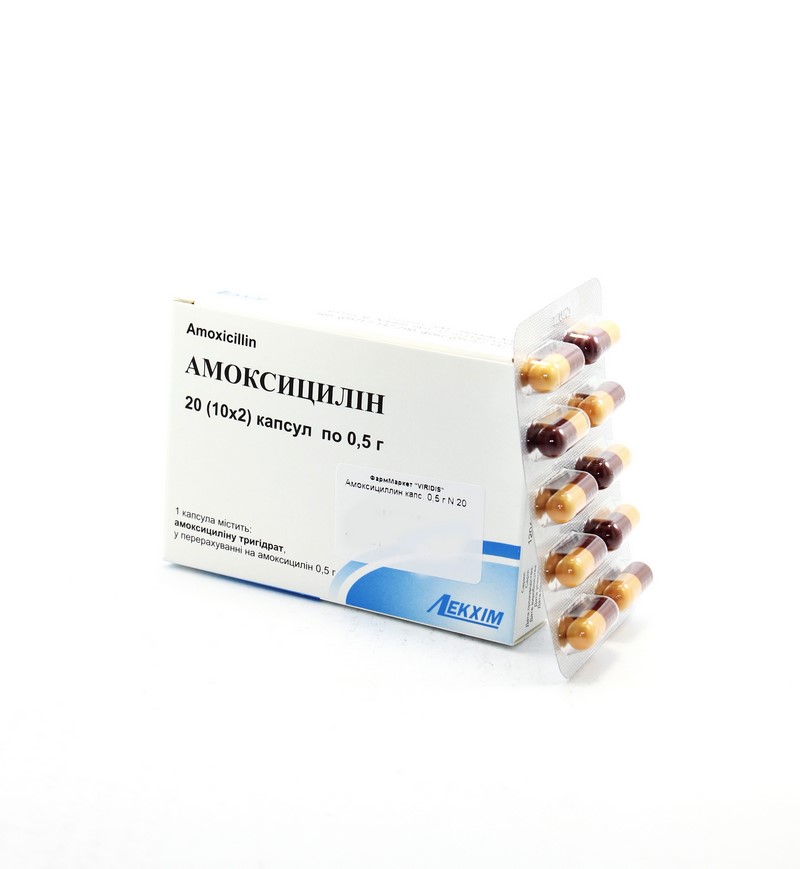 Amoxicillin
АМОКСИЦИЛІН
20 (10х2) капсул по 0,5 г
ФармМаркет "VIRIDIS"
Амоксициллин капс. 0,5 г N 20
1 капсула містить:
амоксициліну тригідрат,
у перерахуванні на амоксицилін 0.5 г
ЛЕКХІМ